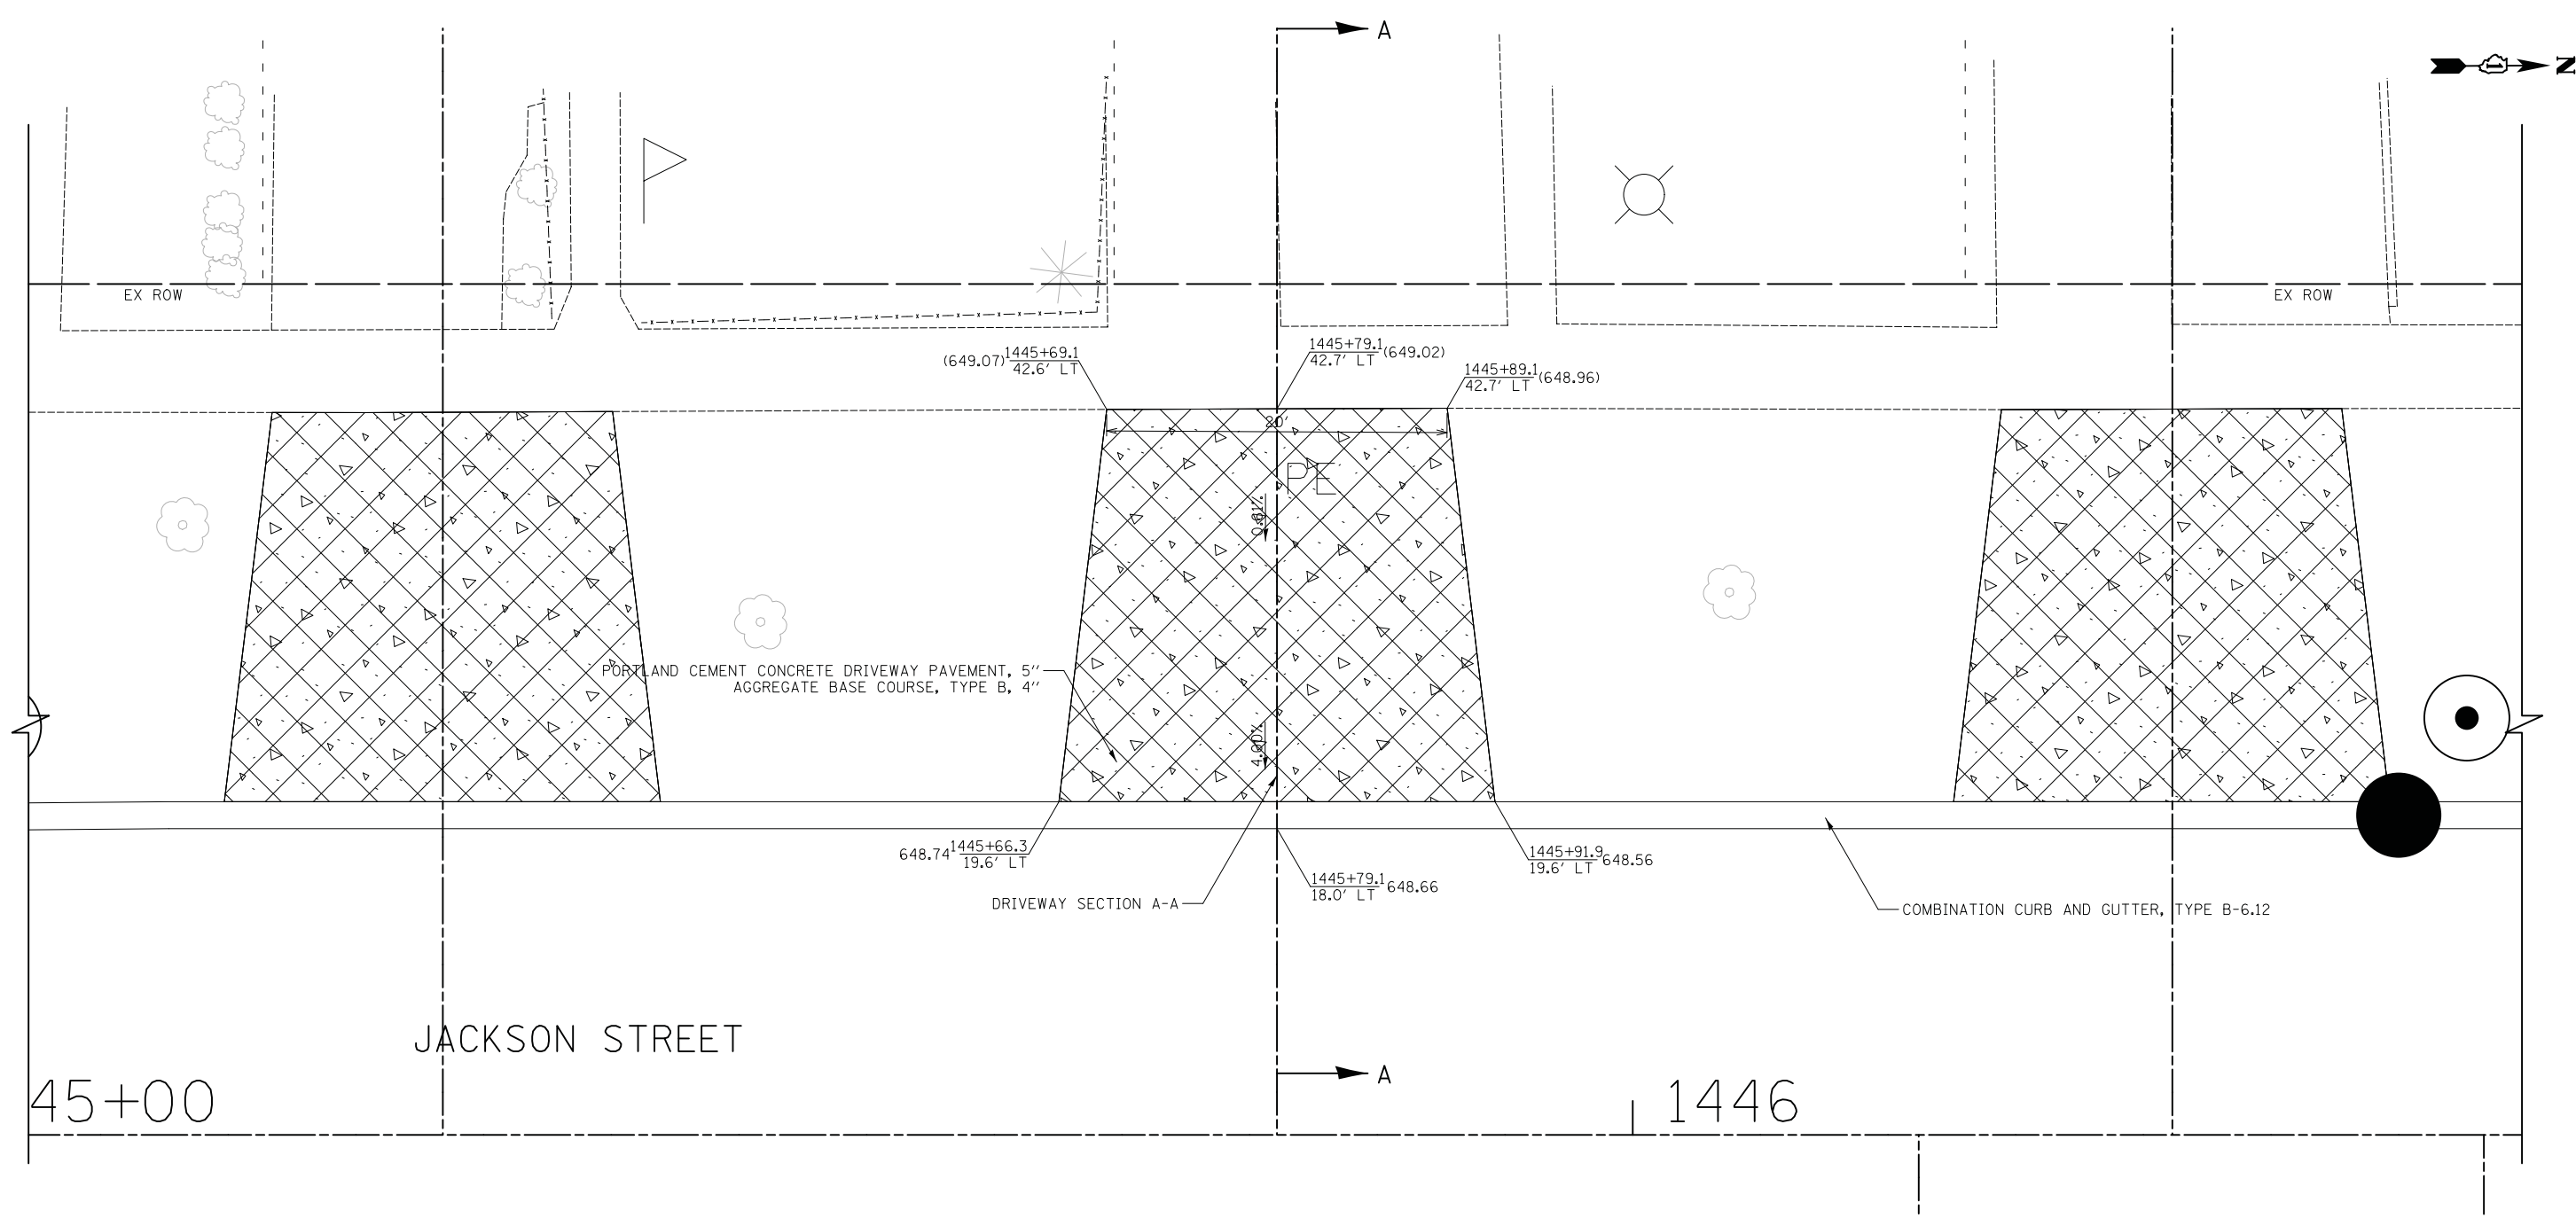 A
N
EX ROW
EX ROW
(649.07) 1445+69.1
42.6' LT
1445+79.1 (649.02)
42.7' LT
1445+89.1 (648.96)
42.7' LT
20'
PE
0.61%
PORTLAND CEMENT CONCRETE DRIVEWAY PAVEMENT, 5"
AGGREGATE BASE COURSE, TYPE B, 4"
4.00%
648.74 1445+66.3
19.6' LT
1445+91.9 648.56
19.6' LT
1445+79.1 648.66
18.0' LT
DRIVEWAY SECTION A-A
COMBINATION CURB AND GUTTER, TYPE B-6.12
JACKSON STREET
A
45+00
1446